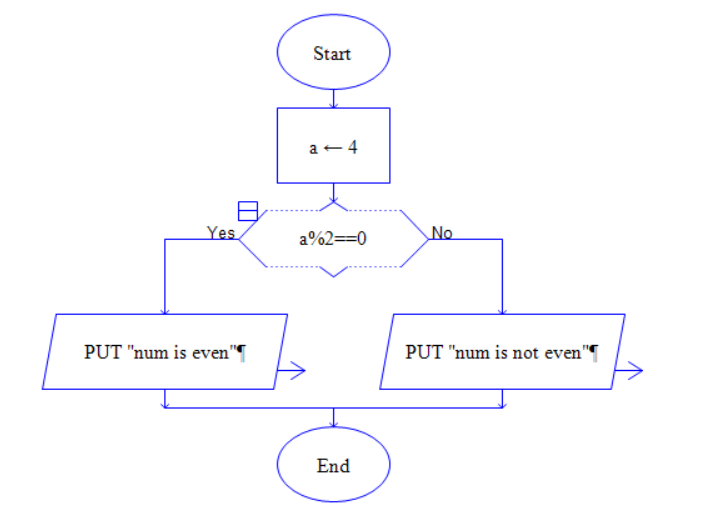 Start
a ← 4
Yes
a%2==0
No
PUT "num is even"¶
PUT "num is not even"¶
End